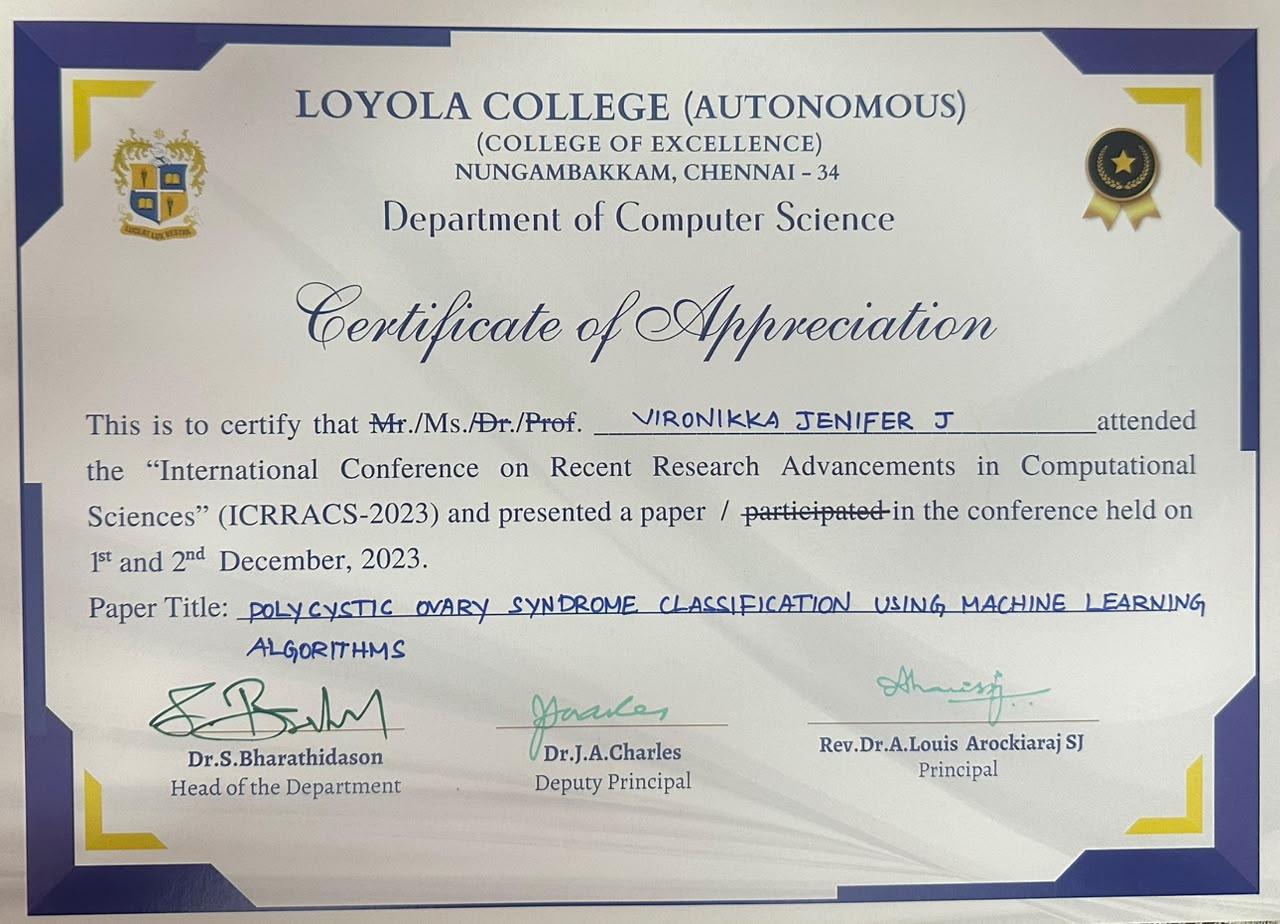 LOYOLA COLLEGE (AUTONOMOUS)
(COLLEGE OF EXCELLENCE)
NUNGAMBAKKAM, CHENNAI – 34
Department of Computer Science
Certificate of Appreciation
This is to certify that Mr./Ms./Dr./Prof. VIRONIKKA JENIFER J attended
the “International Conference on Recent Research Advancements in Computational
Sciences” (ICRRACS-2023) and presented a paper / participated in the conference held on
1st and 2nd December, 2023.
Paper Title: POLYCYSTIC OVARY SYNDROME CLASSIFICATION USING MACHINE LEARNING
ALGORITHMS
Dr.S.Bharathidason
Head of the Department
Dr.J.A.Charles
Deputy Principal
Rev.Dr.A.Louis Arockiaraj SJ
Principal